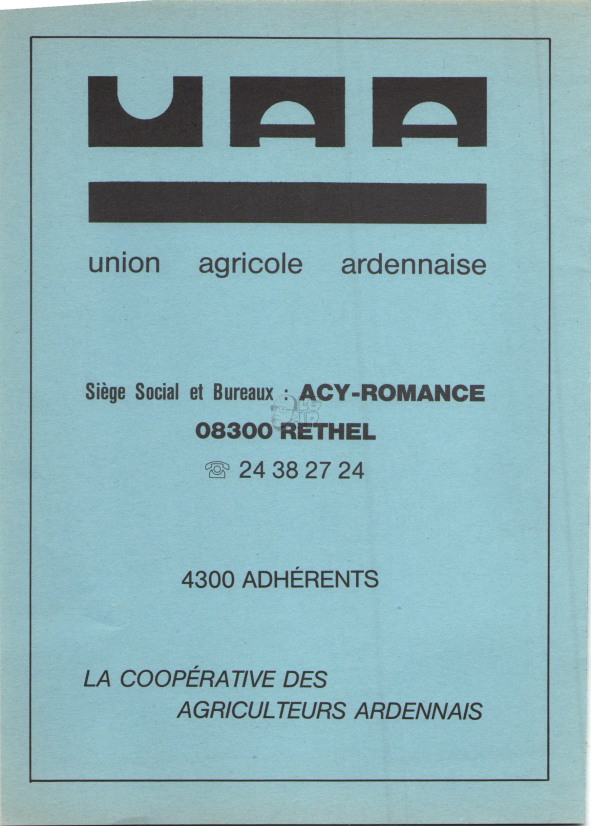 UAA
union agricole ardennaise
Siège Social et Bureaux : ACY-ROMANCE
08300 RETHEL
☏ 24 38 27 24
4300 ADHÉRENTS
LA COOPÉRATIVE DES
AGRICULTEURS ARDENNAIS